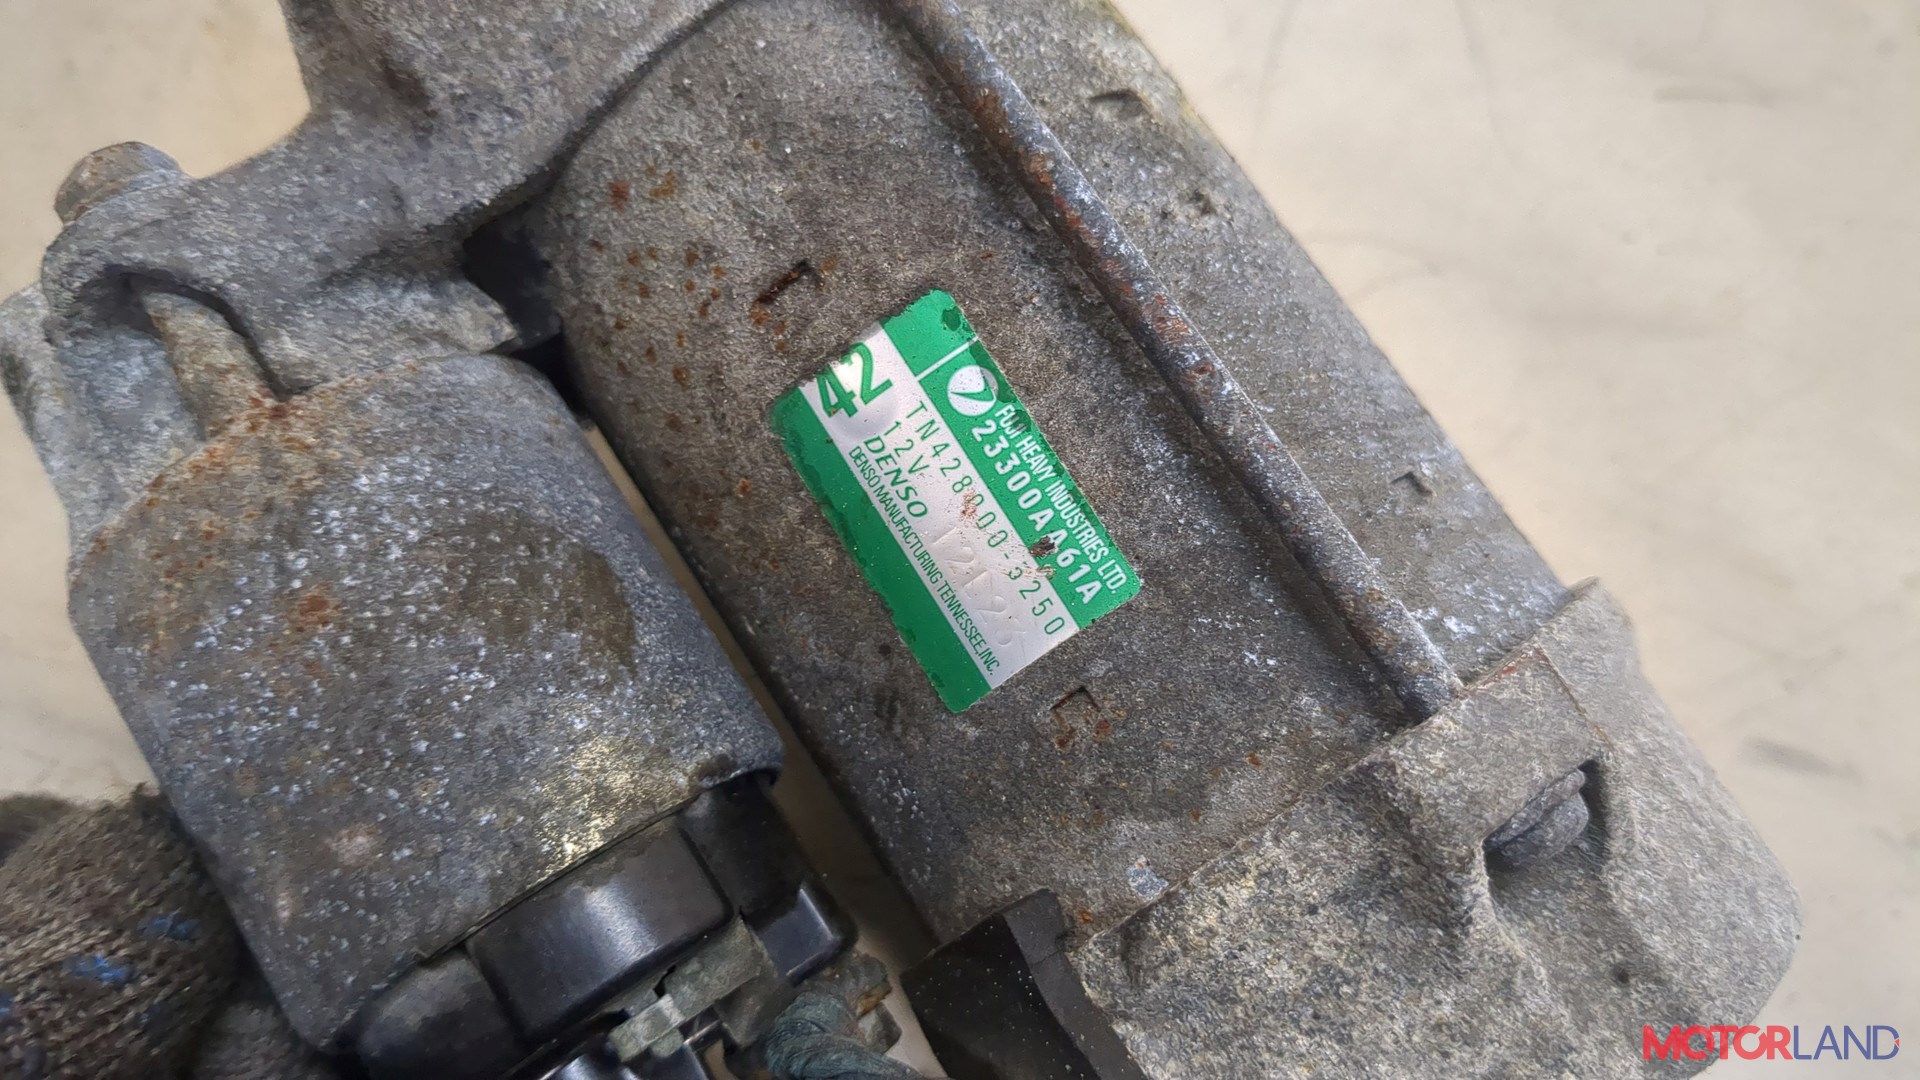 FUJI HEAVY INDUSTRIES LTD.
23300AA61A
42
TN428000-3250
12V
DENSO
DENSO MANUFACTURING TENNESSEE, INC.
MOTORLAND